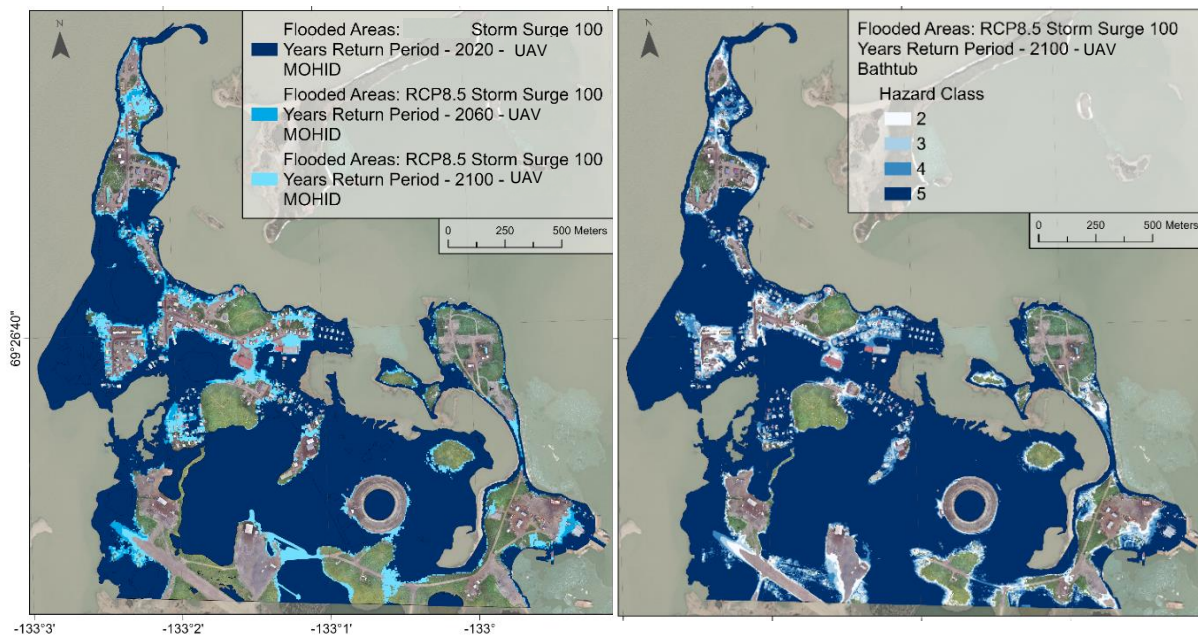 N
Flooded Areas: Storm Surge 100
Years Return Period - 2020 - UAV
MOHID
Flooded Areas: RCP8.5 Storm Surge 100
Years Return Period - 2060 - UAV
MOHID
Flooded Areas: RCP8.5 Storm Surge 100
Years Return Period - 2100 - UAV
MOHID
0 250 500 Meters
69°26'40"
-133°3' -133°2' -133°1' -133°
N
Flooded Areas: RCP8.5 Storm Surge 100
Years Return Period - 2100 - UAV
Bathtub
Hazard Class
2
3
4
5
0 250 500 Meters